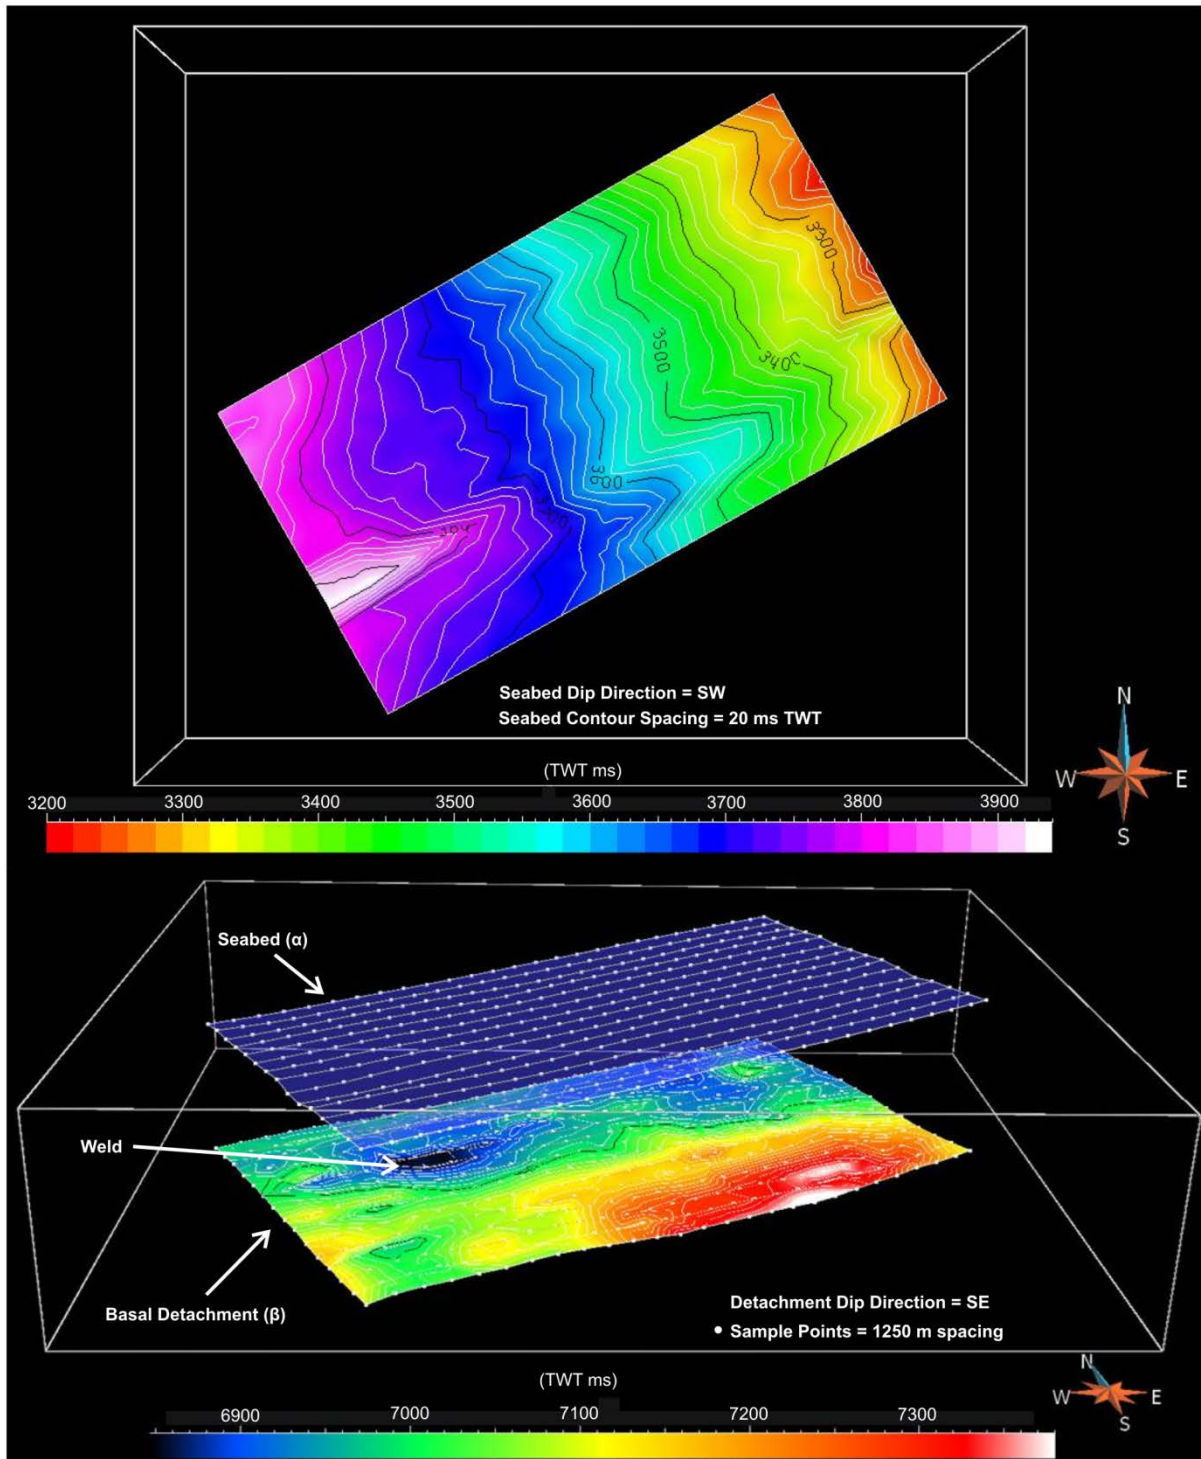 3300
3400
3500
3600
Seabed Dip Direction = SW
Seabed Contour Spacing = 20 ms TWT
N
W
E
S
(TWT ms)
3200 3300 3400 3500 3600 3700 3800 3900
Seabed (α)
Weld
Basal Detachment (β)
Detachment Dip Direction = SE
Sample Points = 1250 m spacing
N
W
E
S
(TWT ms)
6900 7000 7100 7200 7300